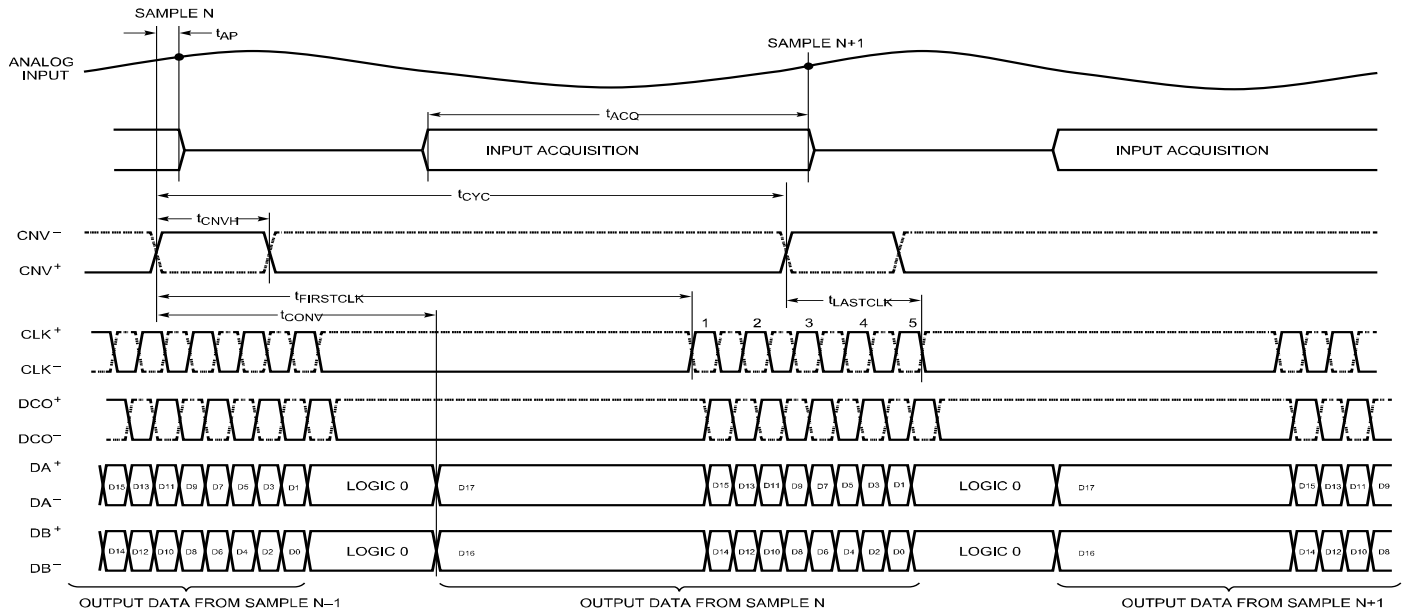 SAMPLE N
tAP
ANALOG
INPUT
SAMPLE N+1
tACQ
INPUT ACQUISITION
INPUT ACQUISITION
tCYC
tCNVH
CNV–
CNV+
tFIRSTCLK
tLASTCLK
tCONV
CLK+
CLK–
1 2 3 4 5
DCO+
DCO–
DA+
DA–
D15 D13 D11 D9 D7 D5 D3 D1 LOGIC 0 D17 D15 D13 D11 D9 D7 D5 D3 D1 LOGIC 0 D17 D15 D13 D11 D9
DB+
DB–
D14 D12 D10 D8 D6 D4 D2 D0 LOGIC 0 D16 D14 D12 D10 D8 D6 D4 D2 D0 LOGIC 0 D16 D14 D12 D10 D8
OUTPUT DATA FROM SAMPLE N–1
OUTPUT DATA FROM SAMPLE N
OUTPUT DATA FROM SAMPLE N+1